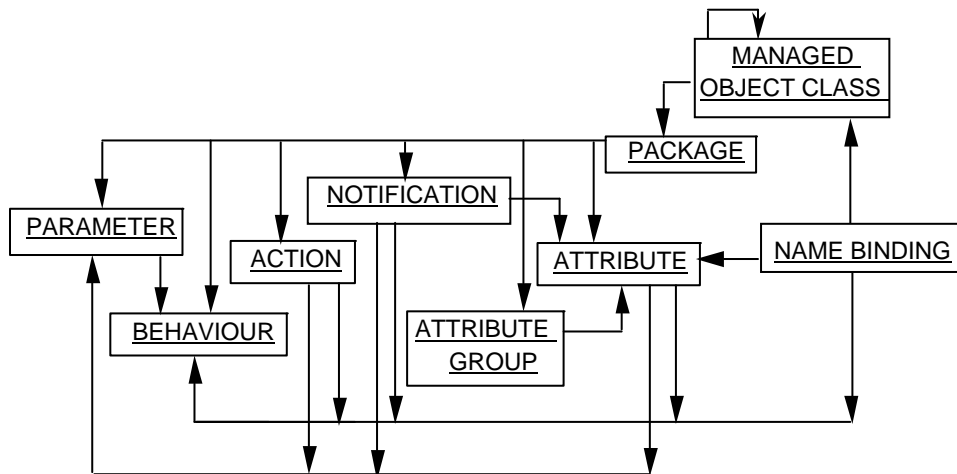 MANAGED
OBJECT CLASS
PACKAGE
NOTIFICATION
PARAMETER
ACTION
ATTRIBUTE
NAME BINDING
BEHAVIOUR
ATTRIBUTE
GROUP